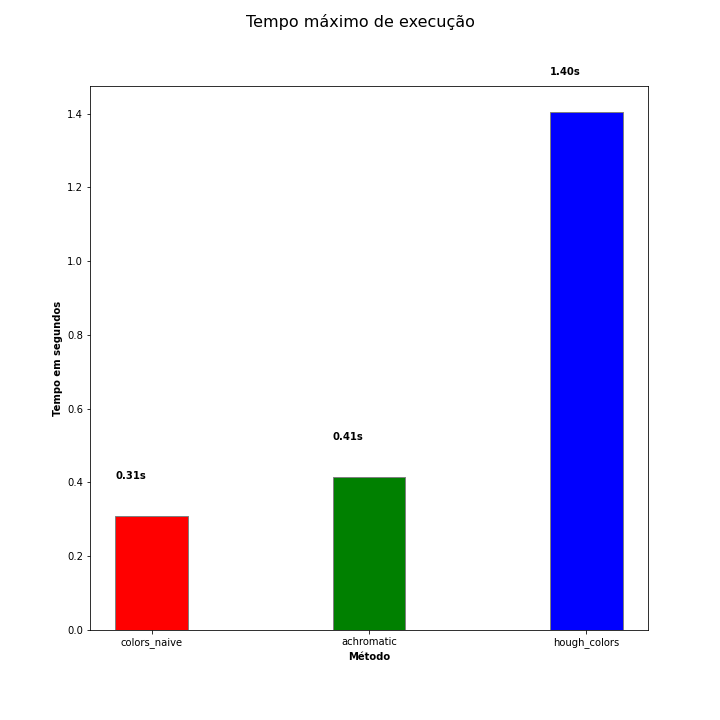 Tempo máximo de execução
1.40s
1.4
1.2
1.0
0.8
0.6
0.4
0.2
0.0
Tempo em segundos
0.41s
0.31s
colors_naive
achromatic
hough_colors
Método